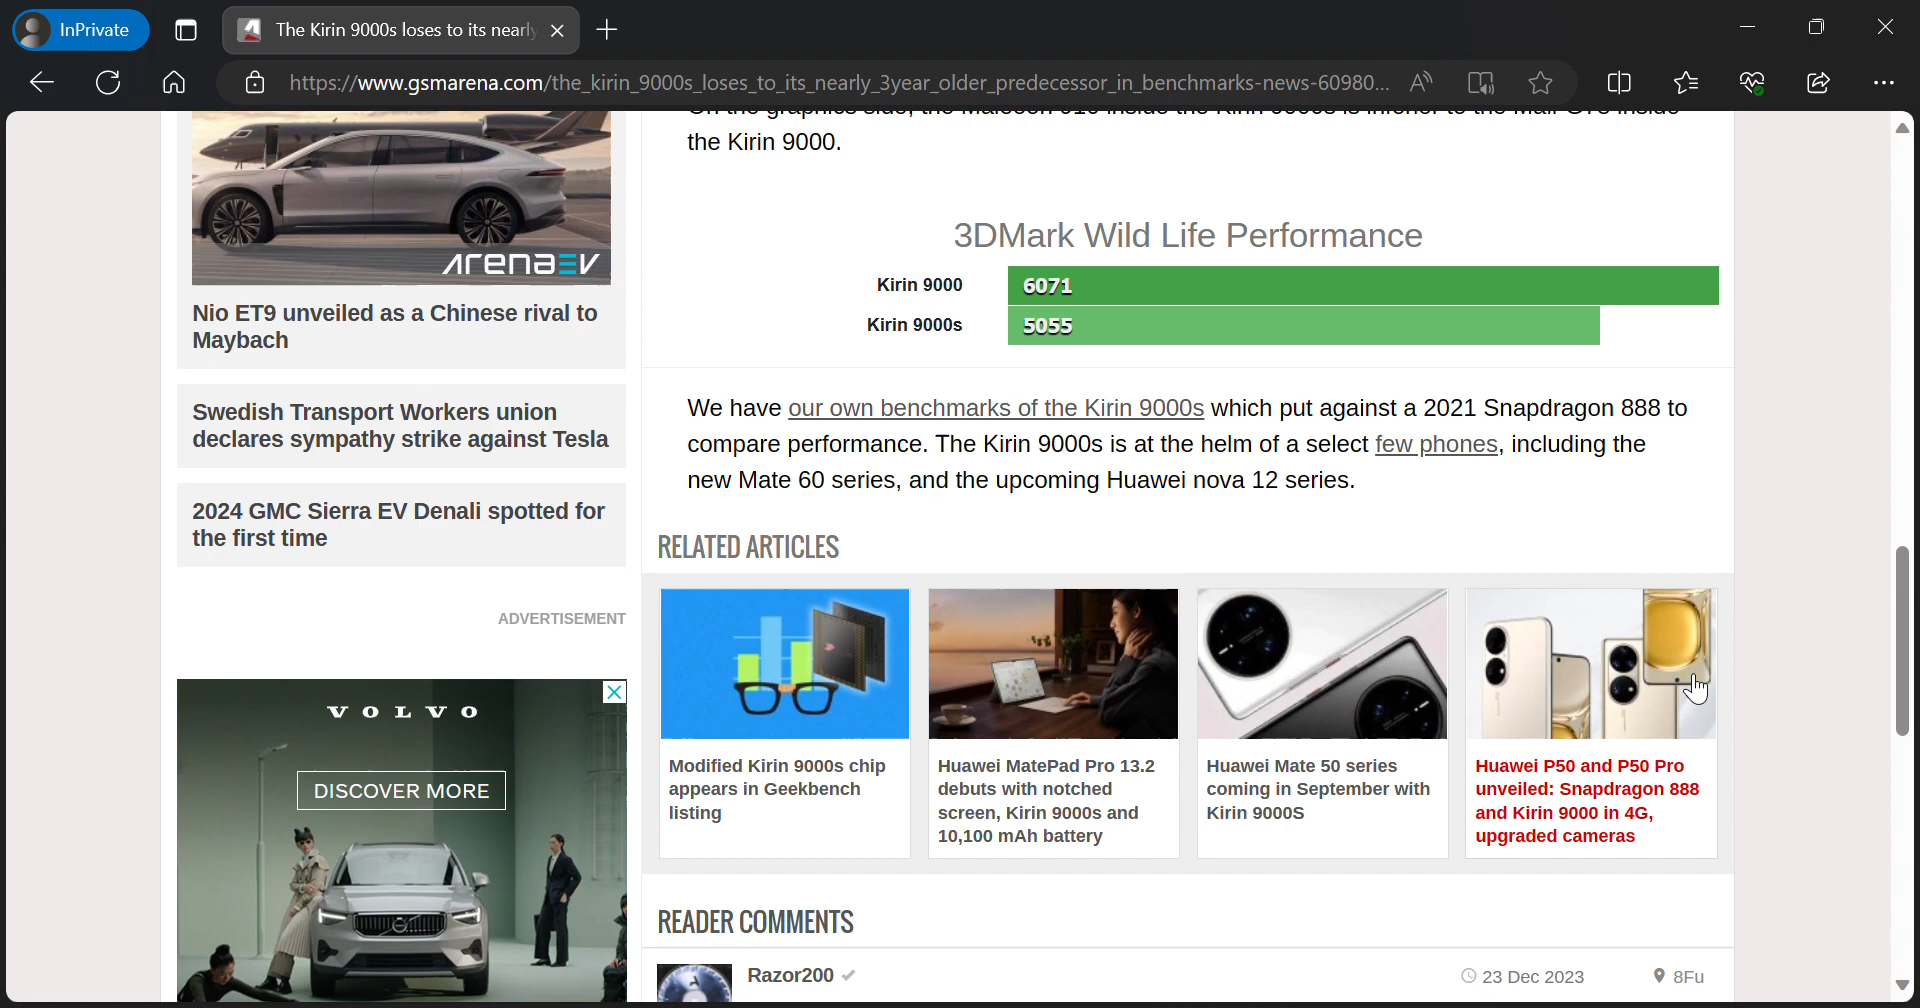 InPrivate
The Kirin 9000s loses to its nearly
https://www.gsmarena.com/the_kirin_9000s_loses_to_its_nearly_3year_older_predecessor_in_benchmarks-news-60980...
arenaEV
Nio ET9 unveiled as a Chinese rival to
Maybach
Swedish Transport Workers union
declares sympathy strike against Tesla
2024 GMC Sierra EV Denali spotted for
the first time
ADVERTISEMENT
VOLVO
DISCOVER MORE
the Kirin 9000.
3DMark Wild Life Performance
Kirin 9000 6071
Kirin 9000s 5055
We have our own benchmarks of the Kirin 9000s which put against a 2021 Snapdragon 888 to
compare performance. The Kirin 9000s is at the helm of a select few phones, including the
new Mate 60 series, and the upcoming Huawei nova 12 series.
RELATED ARTICLES
Modified Kirin 9000s chip
appears in Geekbench
listing
Huawei MatePad Pro 13.2
debuts with notched
screen, Kirin 9000s and
10,100 mAh battery
Huawei Mate 50 series
coming in September with
Kirin 9000S
Huawei P50 and P50 Pro
unveiled: Snapdragon 888
and Kirin 9000 in 4G,
upgraded cameras
READER COMMENTS
Razor200
23 Dec 2023
8Fu